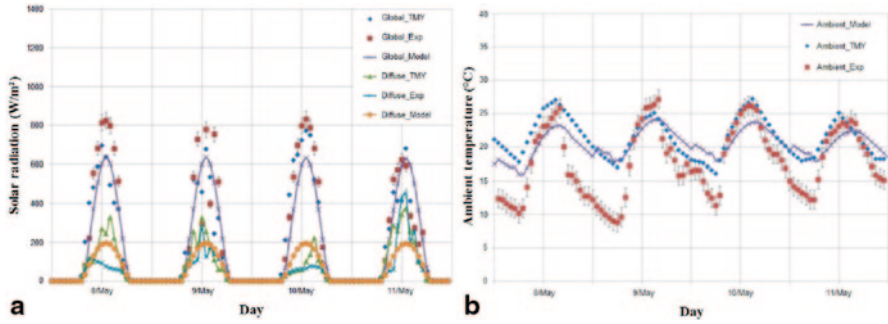 1400
1200
1000
800
600
400
200
0
Solar radiation (W/m²)
Global_TMY
Global_Exp
Global_Model
Diffuse_TMY
Diffuse_Exp
Diffuse_Model
8/May
9/May
10/May
11/May
Day
a
40
35
30
25
20
15
10
5
0
Ambient temperature (°C)
Ambient_Model
Ambient_TMY
Ambient_Exp
8/May
9/May
10/May
11/May
Day
b